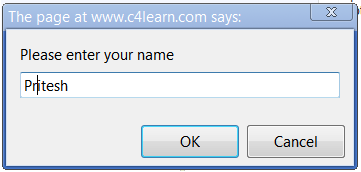 The page at www.c4learn.com says:
Please enter your name
Pritesh
OK
Cancel